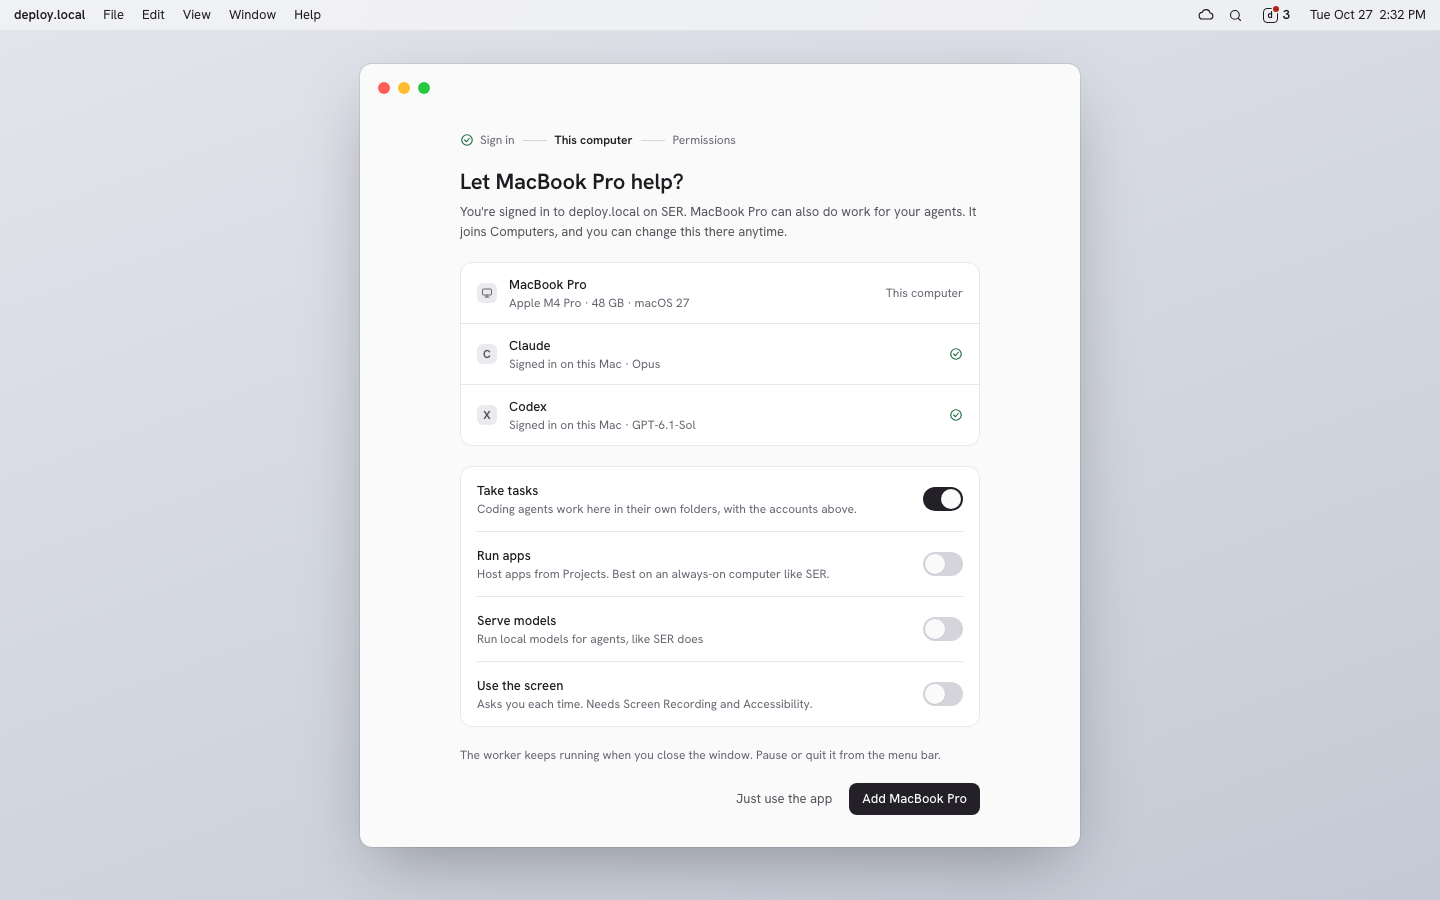 deploy.local File Edit View Window Help d 3 Tue Oct 27 2:32 PM
Sign in This computer Permissions
Let MacBook Pro help?
You're signed in to deploy.local on SER. MacBook Pro can also do work for your agents. It
joins Computers, and you can change this there anytime.
MacBook Pro
Apple M4 Pro · 48 GB · macOS 27
This computer
C
Claude
Signed in on this Mac · Opus
X
Codex
Signed in on this Mac · GPT-6.1-Sol
Take tasks
Coding agents work here in their own folders, with the accounts above.
Run apps
Host apps from Projects. Best on an always-on computer like SER.
Serve models
Run local models for agents, like SER does
Use the screen
Asks you each time. Needs Screen Recording and Accessibility.
The worker keeps running when you close the window. Pause or quit it from the menu bar.
Just use the app Add MacBook Pro